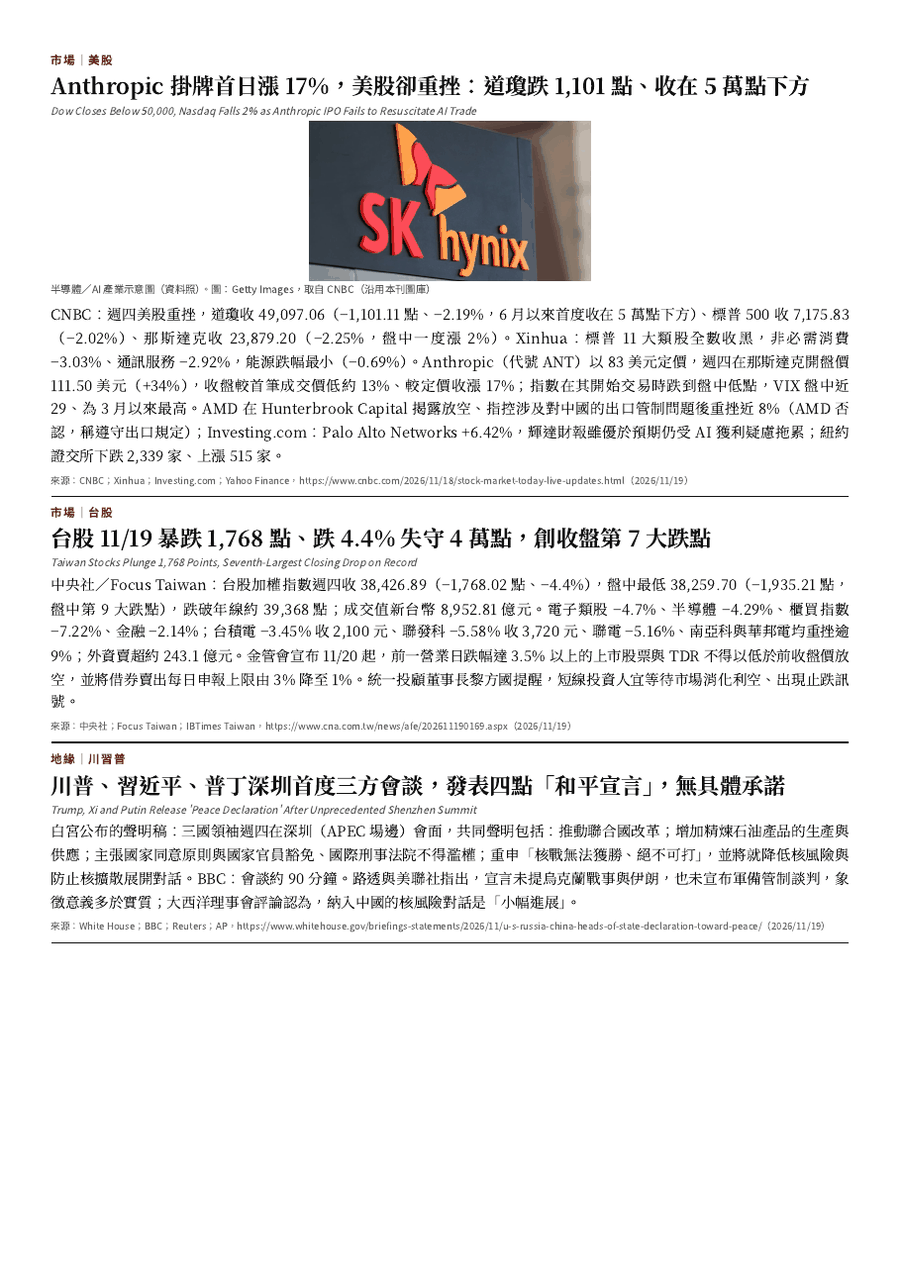 市場｜美股
Anthropic 掛牌首日漲 17%，美股卻重挫：道瓊跌 1,101 點、收在 5 萬點下方
Dow Closes Below 50,000, Nasdaq Falls 2% as Anthropic IPO Fails to Resuscitate AI Trade
SK hynix
半導體／AI 產業示意圖（資料照）。圖：Getty Images，取自 CNBC（沿用本刊圖庫）
CNBC：週四美股重挫，道瓊收 49,097.06（−1,101.11 點、−2.19%，6 月以來首度收在 5 萬點下方）、標普 500 收 7,175.83
（−2.02%）、那斯達克收 23,879.20（−2.25%，盤中一度漲 2%）。Xinhua：標普 11 大類股全數收黑，非必需消費
−3.03%、通訊服務 −2.92%，能源跌幅最小（−0.69%）。Anthropic（代號 ANT）以 83 美元定價，週四在那斯達克開盤價
111.50 美元（+34%），收盤較首筆成交價低約 13%、較定價收漲 17%；指數在其開始交易時跌到盤中低點，VIX 盤中近
29、為 3 月以來最高。AMD 在 Hunterbrook Capital 揭露放空、指控涉及對中國的出口管制問題後重挫近 8%（AMD 否
認，稱遵守出口規定）；Investing.com：Palo Alto Networks +6.42%，輝達財報雖優於預期仍受 AI 獲利疑慮拖累；紐約
證交所下跌 2,339 家、上漲 515 家。
來源：CNBC；Xinhua；Investing.com；Yahoo Finance，https://www.cnbc.com/2026/11/18/stock-market-today-live-updates.html（2026/11/19）
市場｜台股
台股 11/19 暴跌 1,768 點、跌 4.4% 失守 4 萬點，創收盤第 7 大跌點
Taiwan Stocks Plunge 1,768 Points, Seventh-Largest Closing Drop on Record
中央社／Focus Taiwan：台股加權指數週四收 38,426.89（−1,768.02 點、−4.4%），盤中最低 38,259.70（−1,935.21 點，
盤中第 9 大跌點），跌破年線約 39,368 點；成交值新台幣 8,952.81 億元。電子類股 −4.7%、半導體 −4.29%、櫃買指數
−7.22%、金融 −2.14%；台積電 −3.45% 收 2,100 元、聯發科 −5.58% 收 3,720 元、聯電 −5.16%、南亞科與華邦電均重挫逾
9%；外資賣超約 243.1 億元。金管會宣布 11/20 起，前一營業日跌幅達 3.5% 以上的上市股票與 TDR 不得以低於前收盤價放
空，並將借券賣出每日申報上限由 3% 降至 1%。統一投顧董事長黎方國提醒，短線投資人宜等待市場消化利空、出現止跌訊
號。
來源：中央社；Focus Taiwan；IBTimes Taiwan，https://www.cna.com.tw/news/afe/202611190169.aspx（2026/11/19）
地緣｜川習普
川普、習近平、普丁深圳首度三方會談，發表四點「和平宣言」，無具體承諾
Trump, Xi and Putin Release 'Peace Declaration' After Unprecedented Shenzhen Summit
白宮公布的聲明稿：三國領袖週四在深圳（APEC 場邊）會面，共同聲明包括：推動聯合國改革；增加精煉石油產品的生產與
供應；主張國家同意原則與國家官員豁免、國際刑事法院不得濫權；重申「核戰無法獲勝、絕不可打」，並將就降低核風險與
防止核擴散展開對話。BBC：會談約 90 分鐘。路透與美聯社指出，宣言未提烏克蘭戰事與伊朗，也未宣布軍備管制談判，象
徵意義多於實質；大西洋理事會評論認為，納入中國的核風險對話是「小幅進展」。
來源：White House；BBC；Reuters；AP，https://www.whitehouse.gov/briefings-statements/2026/11/u-s-russia-china-heads-of-state-declaration-toward-peace/（2026/11/19）